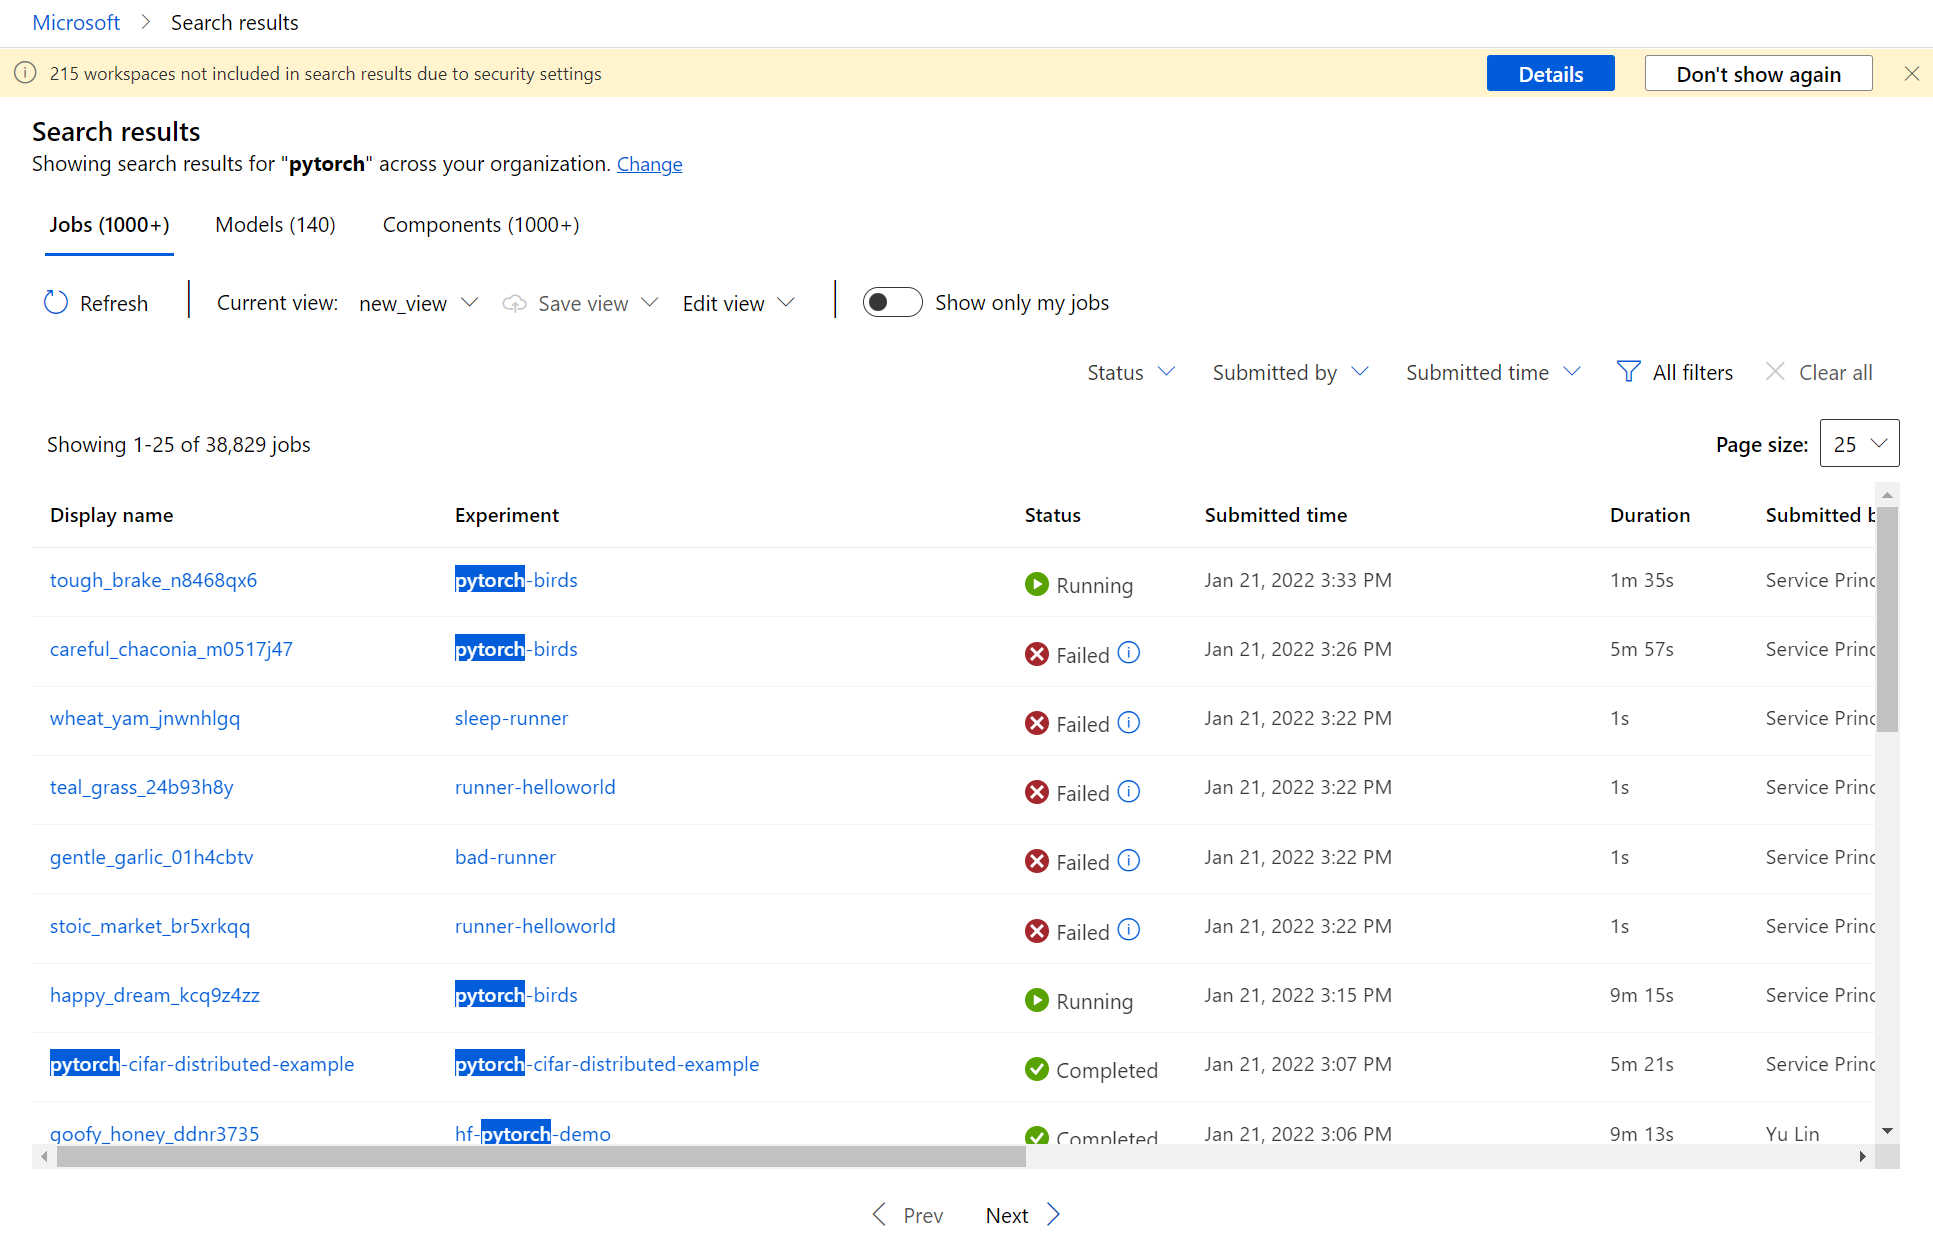 Microsoft > Search results
215 workspaces not included in search results due to security settings Details Don't show again
Search results
Showing search results for "pytorch" across your organization. Change
Jobs (1000+) Models (140) Components (1000+)
Refresh Current view: new_view Save view Edit view Show only my jobs
Status Submitted by Submitted time All filters Clear all
Showing 1-25 of 38,829 jobs Page size: 25
Display name Experiment Status Submitted time Duration Submitted
tough_brake_n8468qx6 pytorch-birds Running Jan 21, 2022 3:33 PM 1m 35s Service Princ
careful_chaconia_m0517j47 pytorch-birds Failed Jan 21, 2022 3:26 PM 5m 57s Service Princ
wheat_yam_jnwnhlgq sleep-runner Failed Jan 21, 2022 3:22 PM 1s Service Princ
teal_grass_24b93h8y runner-helloworld Failed Jan 21, 2022 3:22 PM 1s Service Princ
gentle_garlic_01h4cbtv bad-runner Failed Jan 21, 2022 3:22 PM 1s Service Princ
stoic_market_br5xrkqq runner-helloworld Failed Jan 21, 2022 3:22 PM 1s Service Princ
happy_dream_kcq9z4zz pytorch-birds Running Jan 21, 2022 3:15 PM 9m 15s Service Princ
pytorch-cifar-distributed-example pytorch-cifar-distributed-example Completed Jan 21, 2022 3:07 PM 5m 21s Service Princ
goofy_honey_ddnr3735 hf-pytorch-demo Completed Jan 21, 2022 3:06 PM 9m 13s Yu Lin
Prev Next